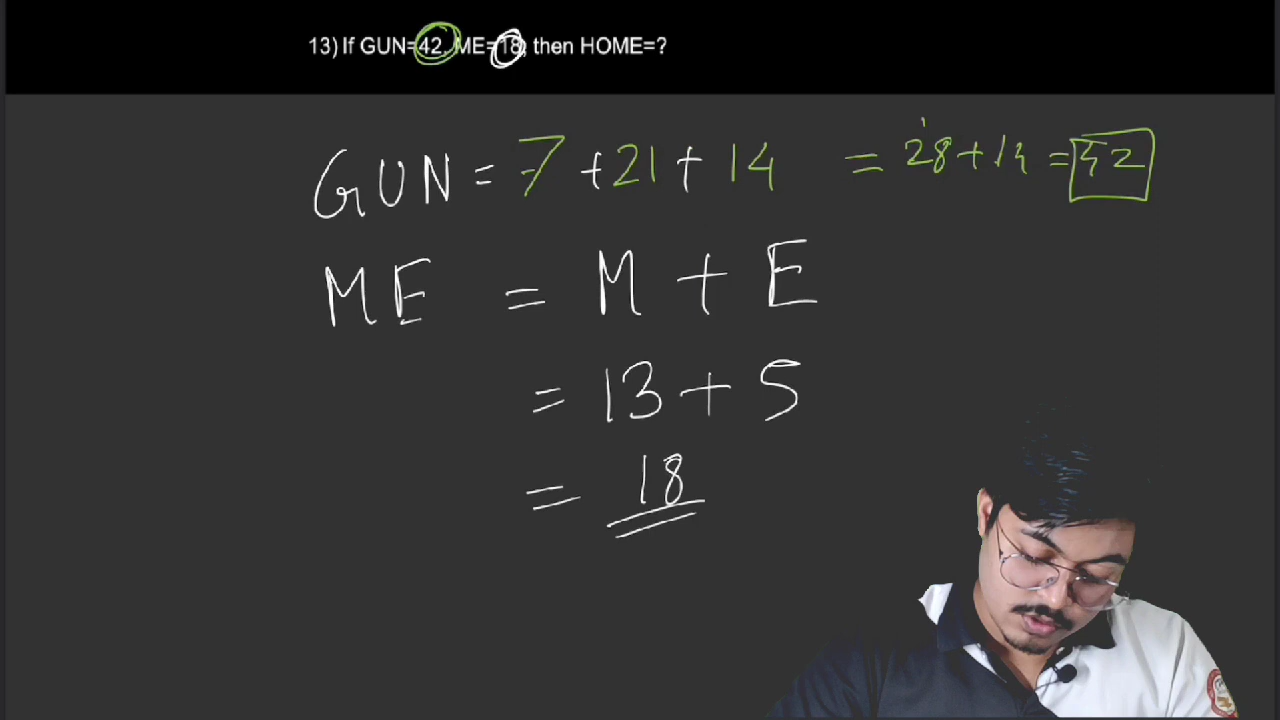 13) If GUN=42, ME=18, then HOME=?
GUN = 7 + 21 + 14 = 28 + 14 = 42
ME = M + E
= 13 + 5
= 18